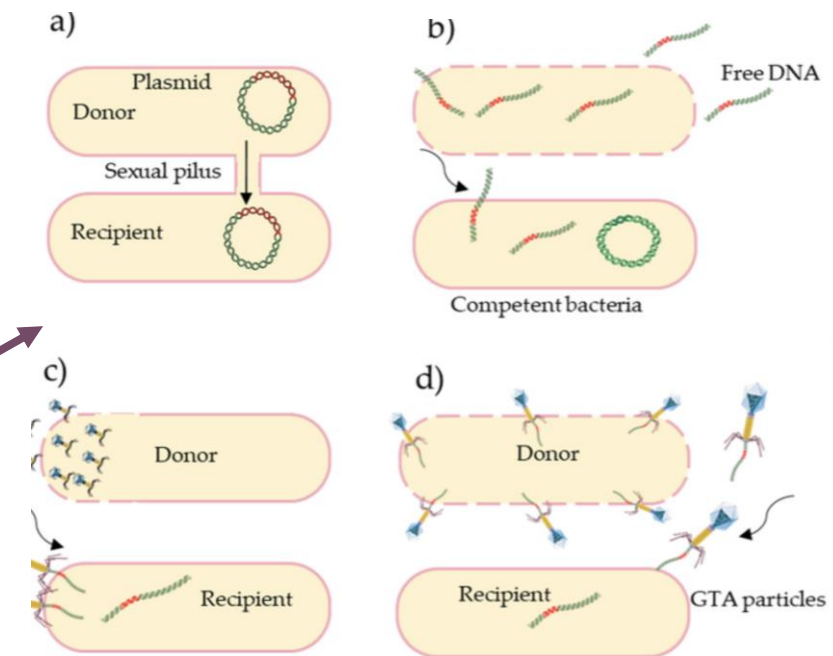 a)
Plasmid
Donor
Sexual pilus
Recipient
b)
Free DNA
Competent bacteria
c)
Donor
Recipient
d)
Donor
Recipient
GTA particles